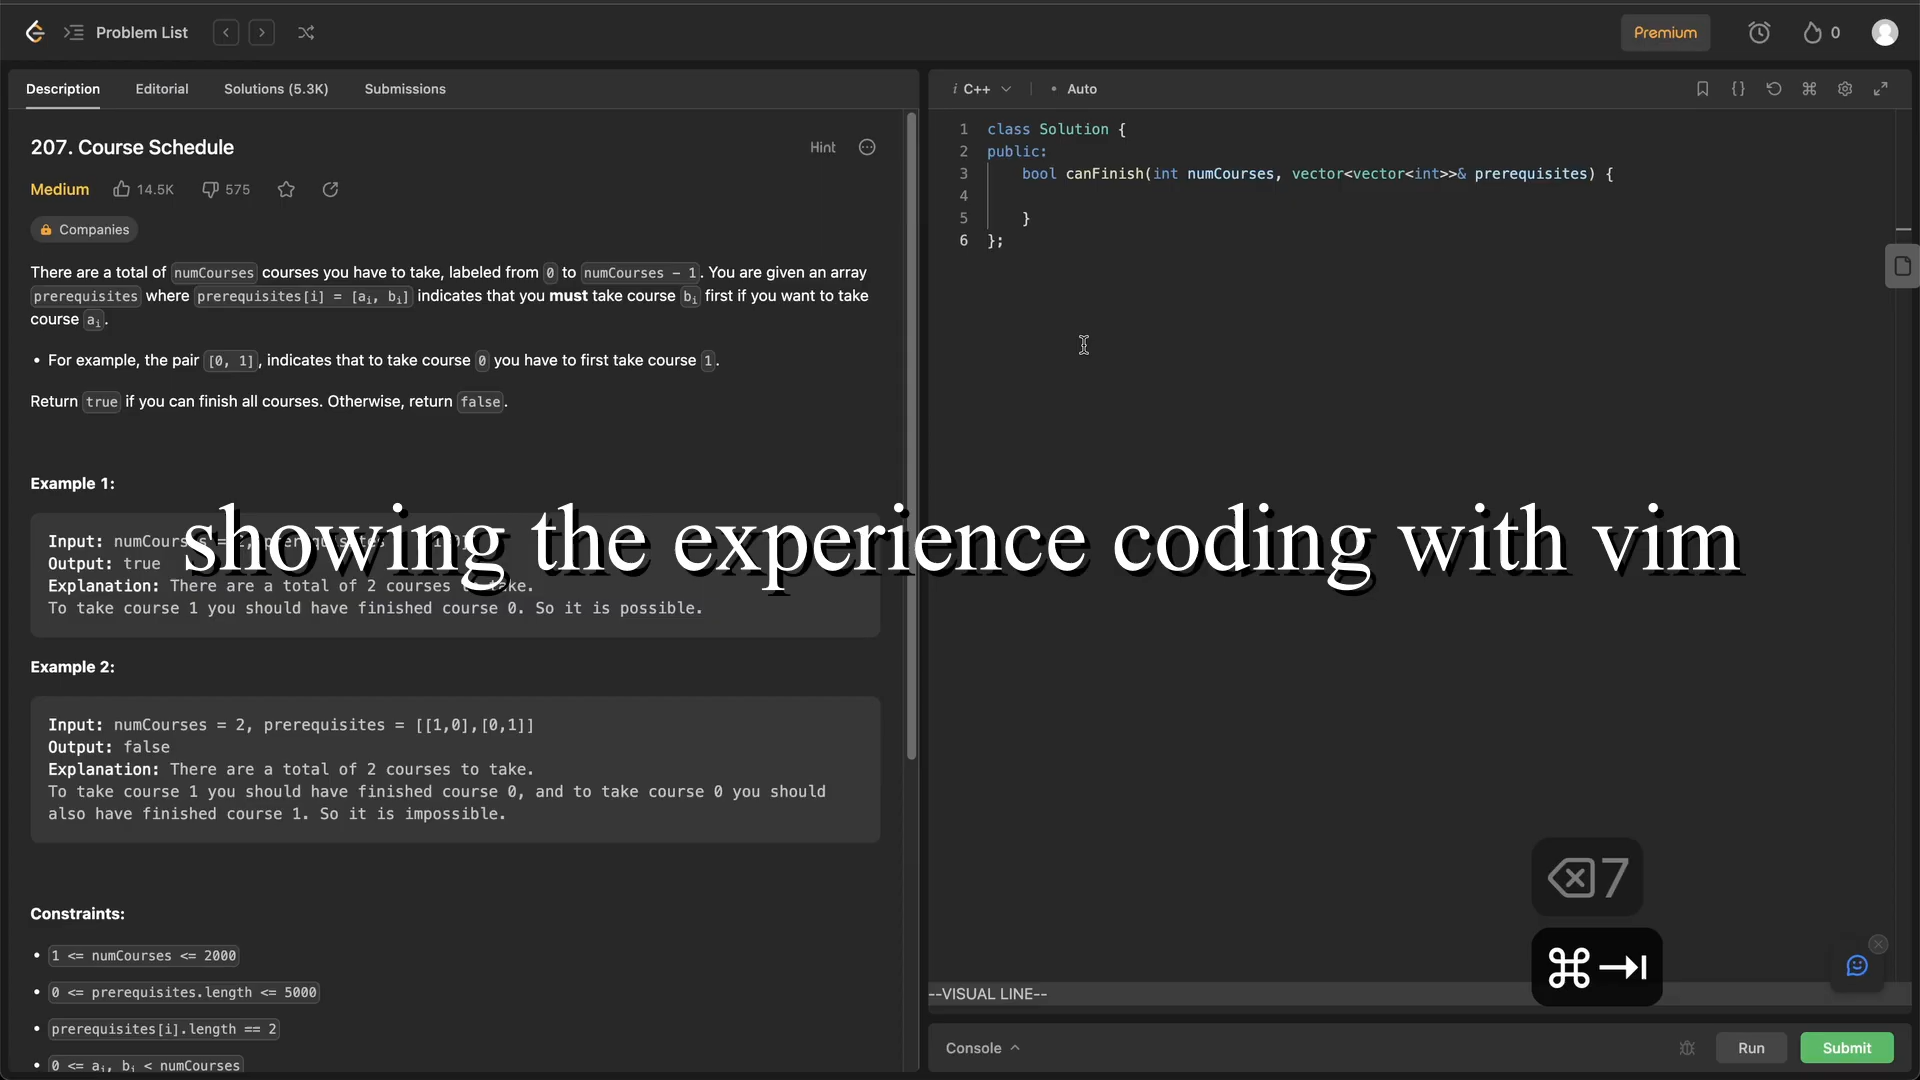 Problem List
Premium
0
Description Editorial Solutions (5.3K) Submissions
207. Course Schedule
Hint
Medium 14.5K 575
Companies
There are a total of numCourses courses you have to take, labeled from 0 to numCourses - 1. You are given an array
prerequisites where prerequisites[i] = [ai, bi] indicates that you must take course bi first if you want to take
course ai.
• For example, the pair [0, 1], indicates that to take course 0 you have to first take course 1.
Return true if you can finish all courses. Otherwise, return false.
Example 1:
Input: numCourses =
Output: true
Explanation: There are a total of 2 courses to take.
To take course 1 you should have finished course 0. So it is possible.
Example 2:
Input: numCourses = 2, prerequisites = [[1,0],[0,1]]
Output: false
Explanation: There are a total of 2 courses to take.
To take course 1 you should have finished course 0, and to take course 0 you should
also have finished course 1. So it is impossible.
Constraints:
• 1 <= numCourses <= 2000
• 0 <= prerequisites.length <= 5000
• prerequisites[i].length == 2
• 0 <= ai, bi < numCourses
i C++ • Auto
1 class Solution {
2 public:
3 bool canFinish(int numCourses, vector<vector<int>>& prerequisites) {
4
5 }
6 };
showing the experience coding with vim
⌫7
⌘⇥
--VISUAL LINE--
Console
Run
Submit